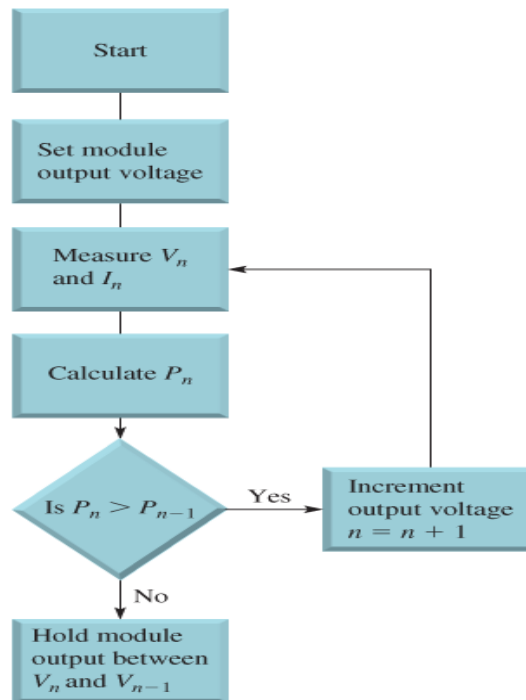 Start
Set module
output voltage
Measure Vₙ
and Iₙ
Calculate Pₙ
Is Pₙ > Pₙ₋₁
Yes
Increment
output voltage
n = n + 1
No
Hold module
output between
Vₙ and Vₙ₋₁